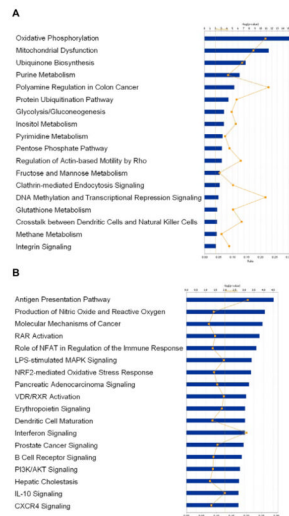 A
-log(p-value)
Oxidative Phosphorylation
Mitochondrial Dysfunction
Ubiquinone Biosynthesis
Purine Metabolism
Polyamine Regulation in Colon Cancer
Protein Ubiquitination Pathway
Glycolysis/Gluconeogenesis
Inositol Metabolism
Pyrimidine Metabolism
Pentose Phosphate Pathway
Regulation of Actin-based Motility by Rho
Fructose and Mannose Metabolism
Clathrin-mediated Endocytosis Signaling
DNA Methylation and Transcriptional Repression Signaling
Glutathione Metabolism
Crosstalk between Dendritic Cells and Natural Killer Cells
Methane Metabolism
Integrin Signaling
Ratio
B
-log(p-value)
Antigen Presentation Pathway
Production of Nitric Oxide and Reactive Oxygen
Molecular Mechanisms of Cancer
RAR Activation
Role of NFAT in Regulation of the Immune Response
LPS-stimulated MAPK Signaling
NRF2-mediated Oxidative Stress Response
Pancreatic Adenocarcinoma Signaling
VDR/RXR Activation
Erythropoietin Signaling
Dendritic Cell Maturation
Interferon Signaling
Prostate Cancer Signaling
B Cell Receptor Signaling
PI3K/AKT Signaling
Hepatic Cholestasis
IL-10 Signaling
CXCR4 Signaling